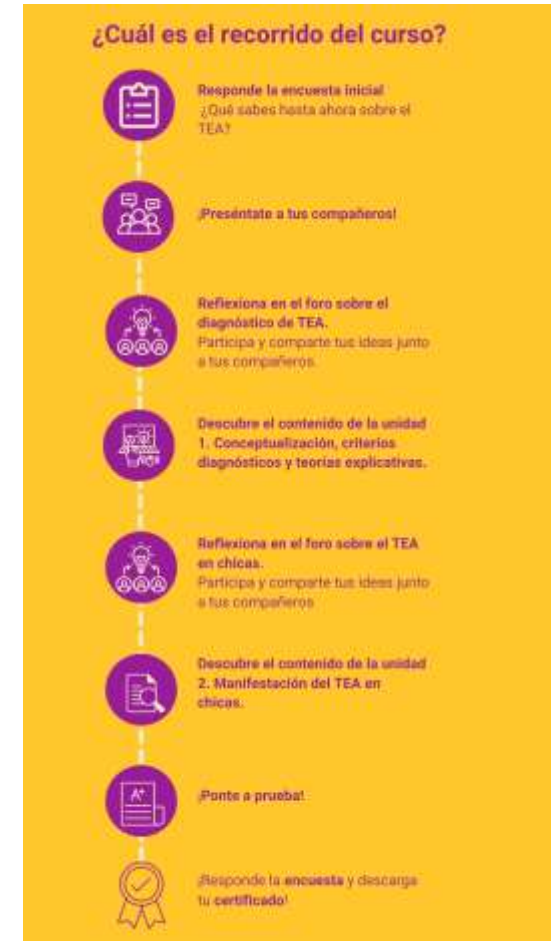 ¿Cuál es el recorrido del curso?
Responde la encuesta inicial
¿Qué sabes hasta ahora sobre el
TEA?
¡Preséntate a tus compañeros!
Reflexiona en el foro sobre el
diagnóstico de TEA.
Participa y comparte tus ideas junto
a tus compañeros.
Descubre el contenido de la unidad
1. Conceptualización, criterios
diagnósticos y teorías explicativas.
Reflexiona en el foro sobre el TEA
en chicas.
Participa y comparte tus ideas junto
a tus compañeros
Descubre el contenido de la unidad
2. Manifestación del TEA en
chicas.
A+
¡Ponte a prueba!
¡Responde la encuesta y descarga
tu certificado!